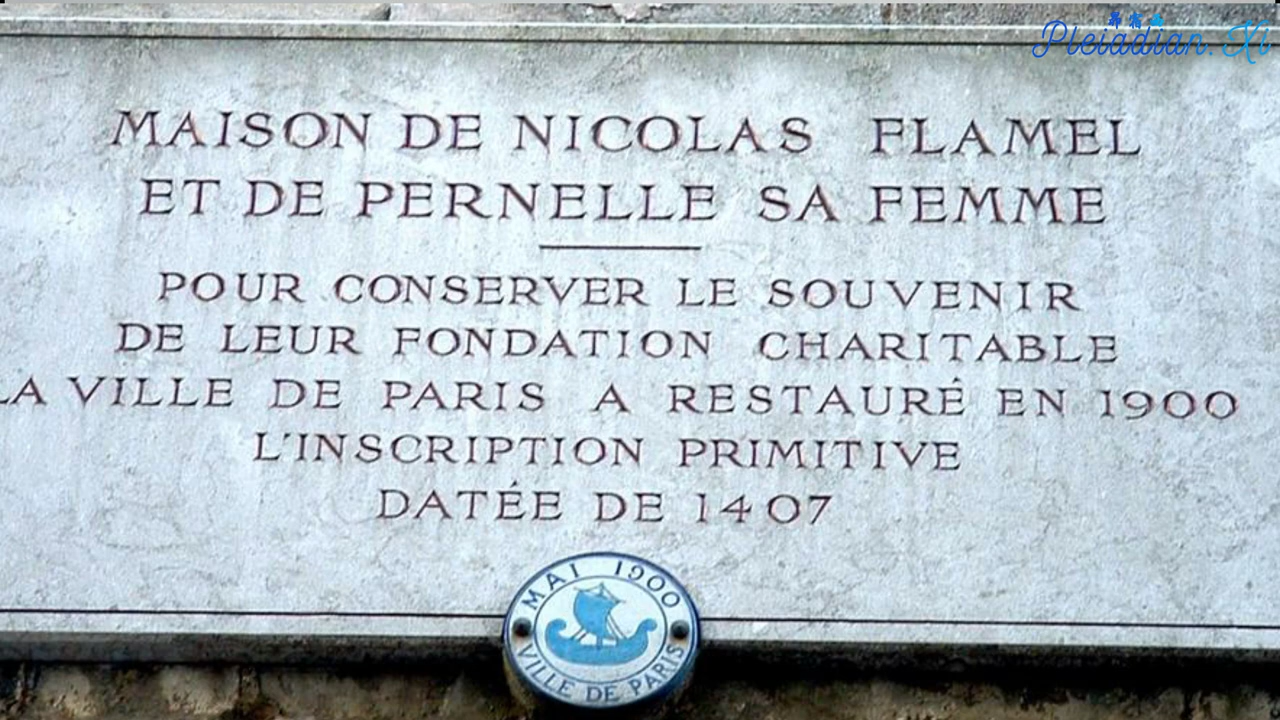 Pleiadian.Xi
MAISON DE NICOLAS FLAMEL
ET DE PERNELLE SA FEMME
POUR CONSERVER LE SOUVENIR
DE LEUR FONDATION CHARITABLE
LA VILLE DE PARIS A RESTAURÉ EN 1900
L'INSCRIPTION PRIMITIVE
DATÉE DE 1407
MAI 1900
VILLE DE PARIS